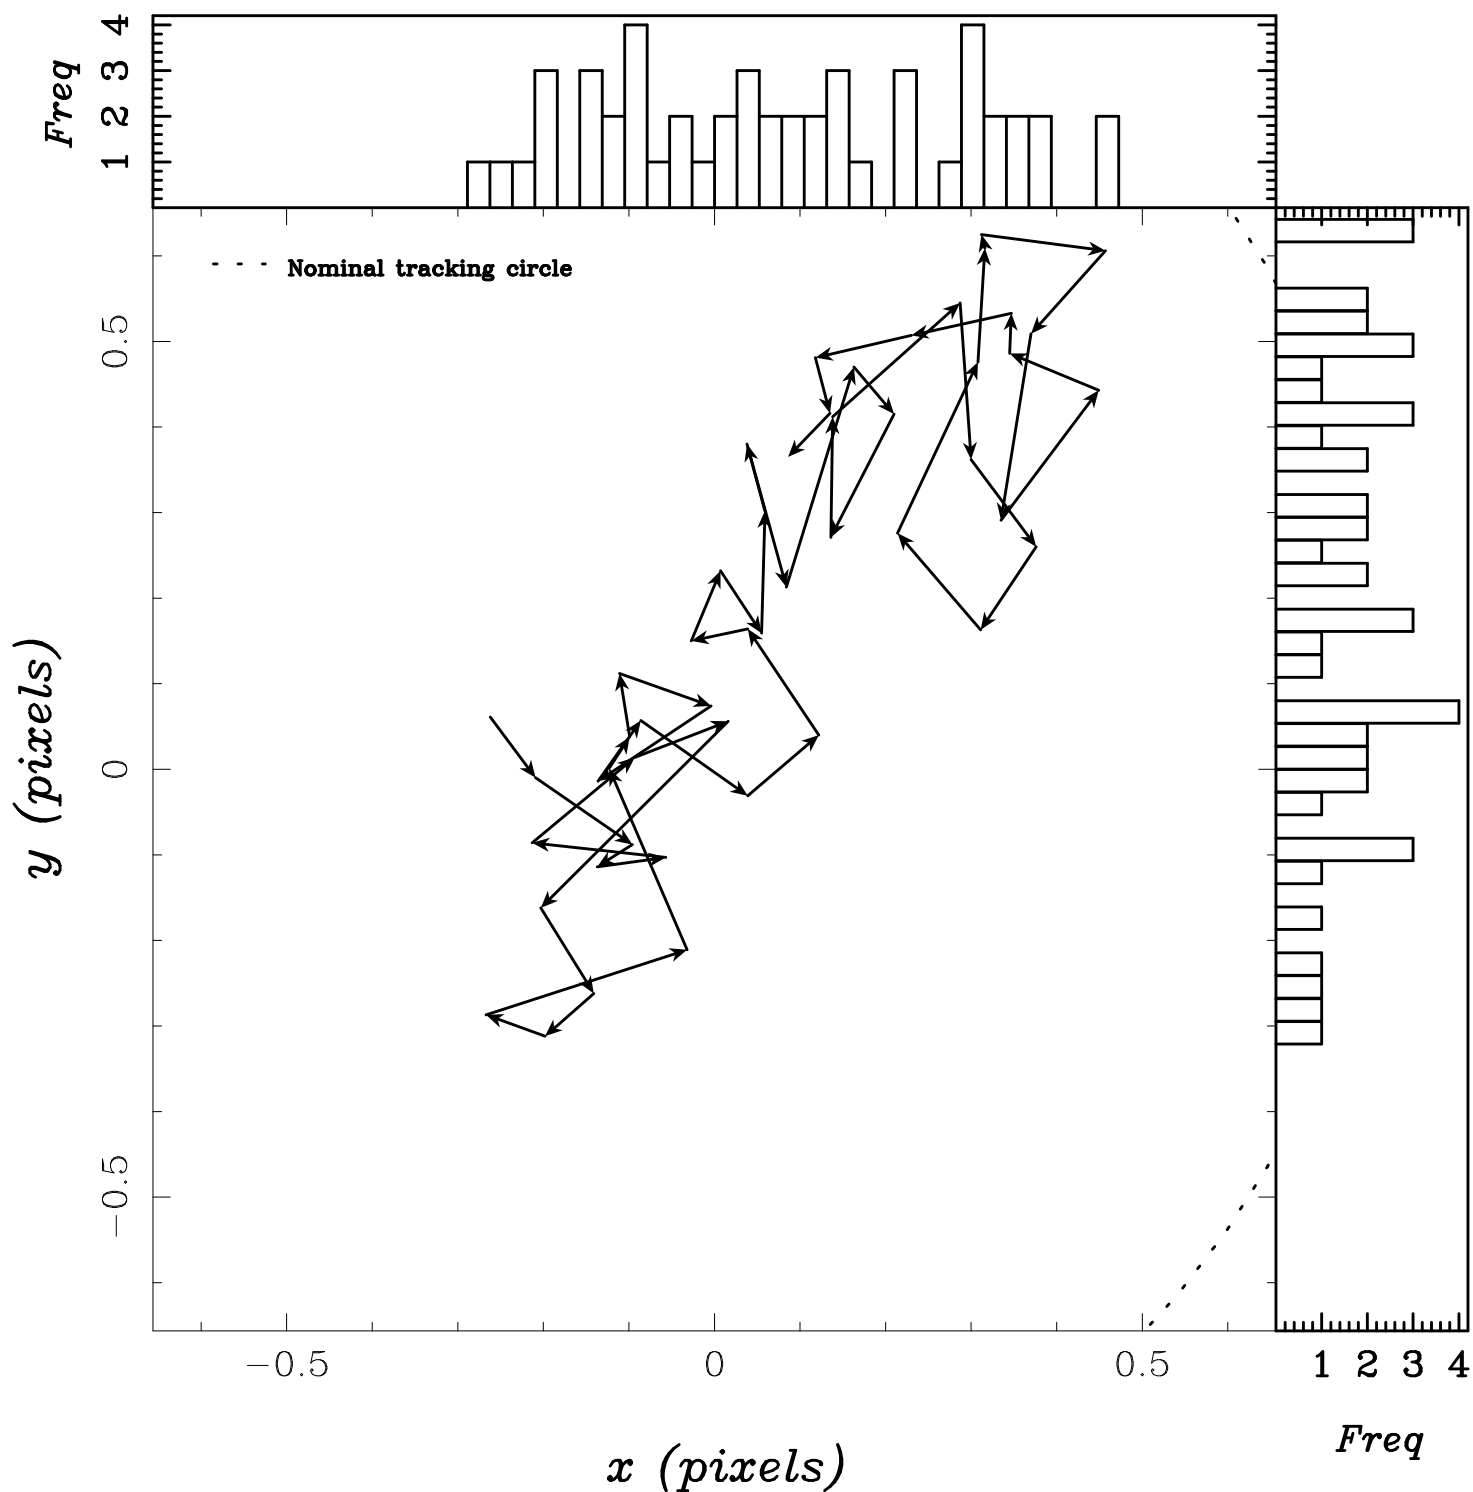 Freq
4
3
2
1
Nominal tracking circle
0.5
0
−0.5
y (pixels)
−0.5 0 0.5
1 2 3 4
Freq
x (pixels)